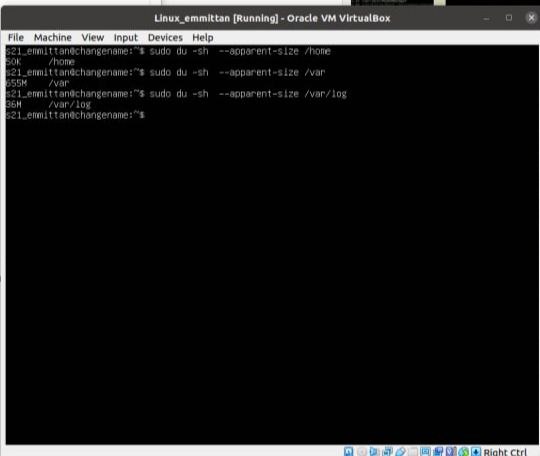 Linux_emmittan [Running] - Oracle VM VirtualBox
File Machine View Input Devices Help
s21_emmittan@changename:~$ sudo du -sh  --apparent-size /home
50K     /home
s21_emmittan@changename:~$ sudo du -sh  --apparent-size /var
655M    /var
s21_emmittan@changename:~$ sudo du -sh  --apparent-size /var/log
36M     /var/log
s21_emmittan@changename:~$
Right Ctrl